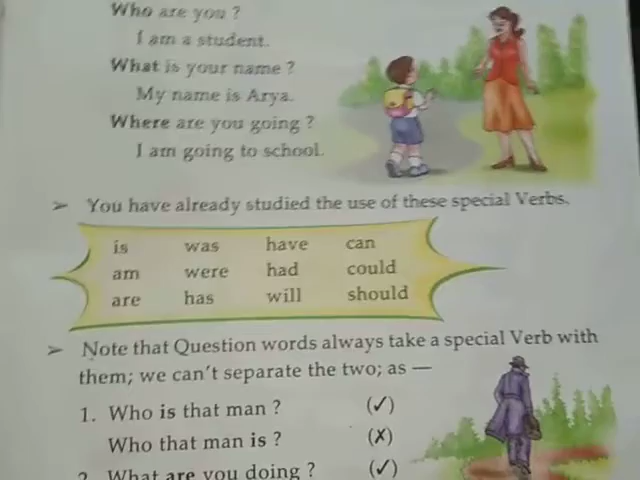 Who are you ?
I am a student.
What is your name ?
My name is Arya.
Where are you going ?
I am going to school.
➢ You have already studied the use of these special Verbs.
is was have can
am were had could
are has will should
➢ Note that Question words always take a special Verb with
them; we can't separate the two; as —
1. Who is that man ? (✓)
Who that man is ? (✗)
2. What are you doing ? (✓)